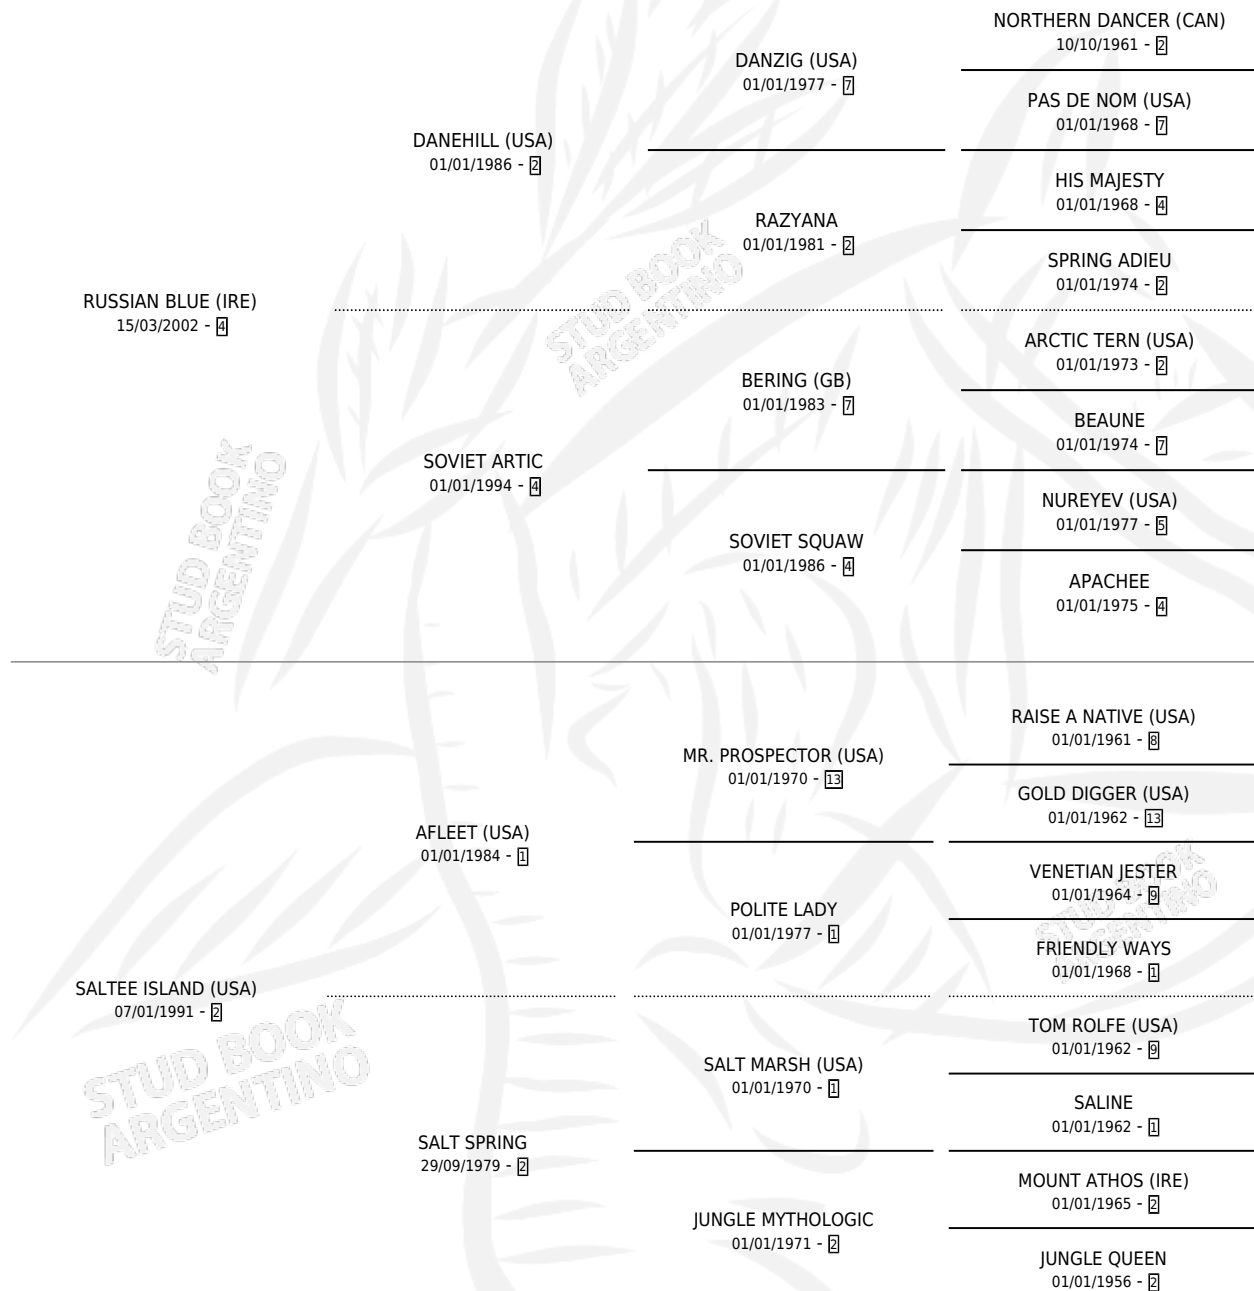 NORTHERN DANCER (CAN)
10/10/1961 - 2
DANZIG (USA)
01/01/1977 - 7
PAS DE NOM (USA)
01/01/1968 - 7
DANEHILL (USA)
01/01/1986 - 2
HIS MAJESTY
01/01/1968 - 4
RAZYANA
01/01/1981 - 2
SPRING ADIEU
01/01/1974 - 2
RUSSIAN BLUE (IRE)
15/03/2002 - 4
ARCTIC TERN (USA)
01/01/1973 - 2
BERING (GB)
01/01/1983 - 7
BEAUNE
01/01/1974 - 7
SOVIET ARTIC
01/01/1994 - 4
NUREYEV (USA)
01/01/1977 - 5
SOVIET SQUAW
01/01/1986 - 4
APACHEE
01/01/1975 - 4
RAISE A NATIVE (USA)
01/01/1961 - 8
MR. PROSPECTOR (USA)
01/01/1970 - 13
GOLD DIGGER (USA)
01/01/1962 - 13
AFLEET (USA)
01/01/1984 - 1
VENETIAN JESTER
01/01/1964 - 9
POLITE LADY
01/01/1977 - 1
FRIENDLY WAYS
01/01/1968 - 1
SALTEE ISLAND (USA)
07/01/1991 - 2
TOM ROLFE (USA)
01/01/1962 - 9
SALT MARSH (USA)
01/01/1970 - 1
SALINE
01/01/1962 - 1
SALT SPRING
29/09/1979 - 2
MOUNT ATHOS (IRE)
01/01/1965 - 2
JUNGLE MYTHOLOGIC
01/01/1971 - 2
JUNGLE QUEEN
01/01/1956 - 2
STUD BOOK
ARGENTINO
STUD BOOK
ARGENTINO
STUD BOOK
ARGENTINO
STUD BOOK
ARGENTINO